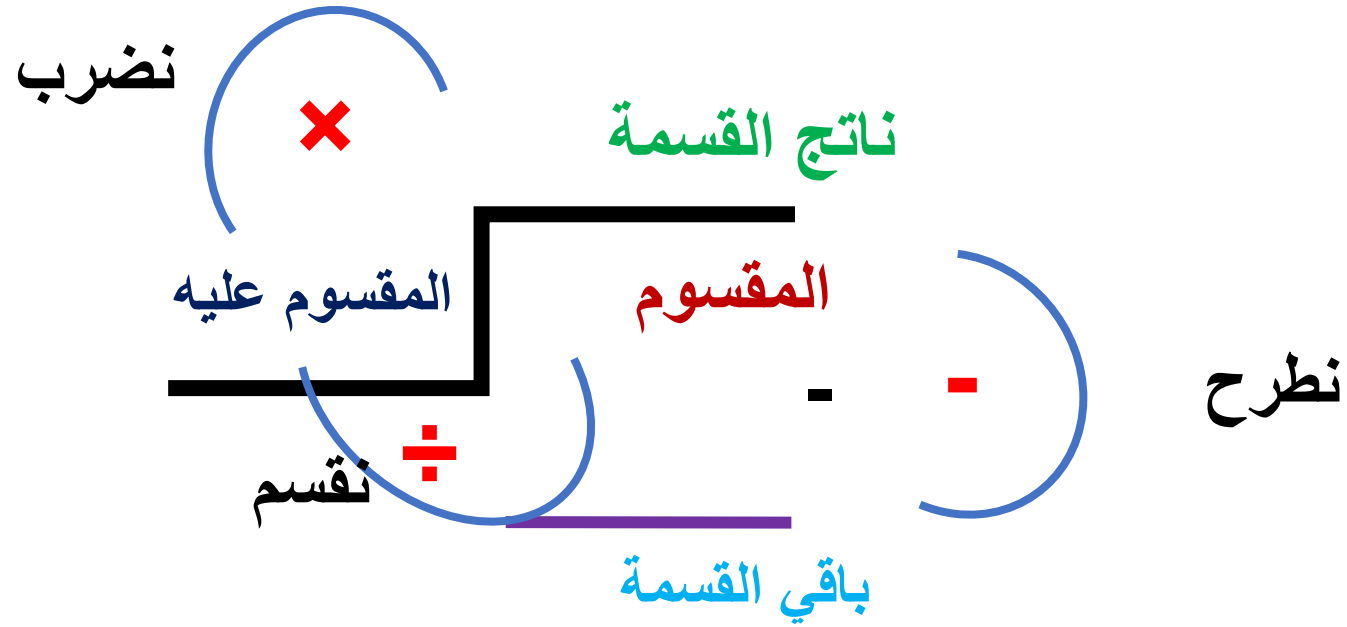 نضرب
×
ناتج القسمة
المقسوم
المقسوم عليه
-
-
نطرح
÷
نقسم
باقي القسمة